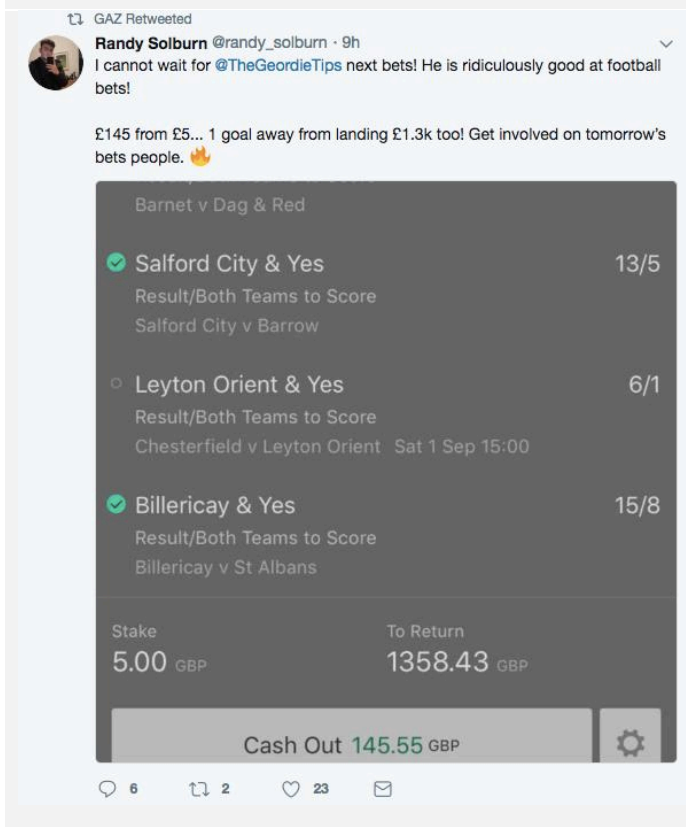 GAZ Retweeted
Randy Solburn @randy_solburn · 9h
I cannot wait for @TheGeordieTips next bets! He is ridiculously good at football
bets!
£145 from £5... 1 goal away from landing £1.3k too! Get involved on tomorrow's
bets people. 🔥
Barnet v Dag & Red
Salford City & Yes 13/5
Result/Both Teams to Score
Salford City v Barrow
Leyton Orient & Yes 6/1
Result/Both Teams to Score
Chesterfield v Leyton Orient Sat 1 Sep 15:00
Billericay & Yes 15/8
Result/Both Teams to Score
Billericay v St Albans
Stake To Return
5.00 GBP 1358.43 GBP
Cash Out 145.55 GBP
6 2 23